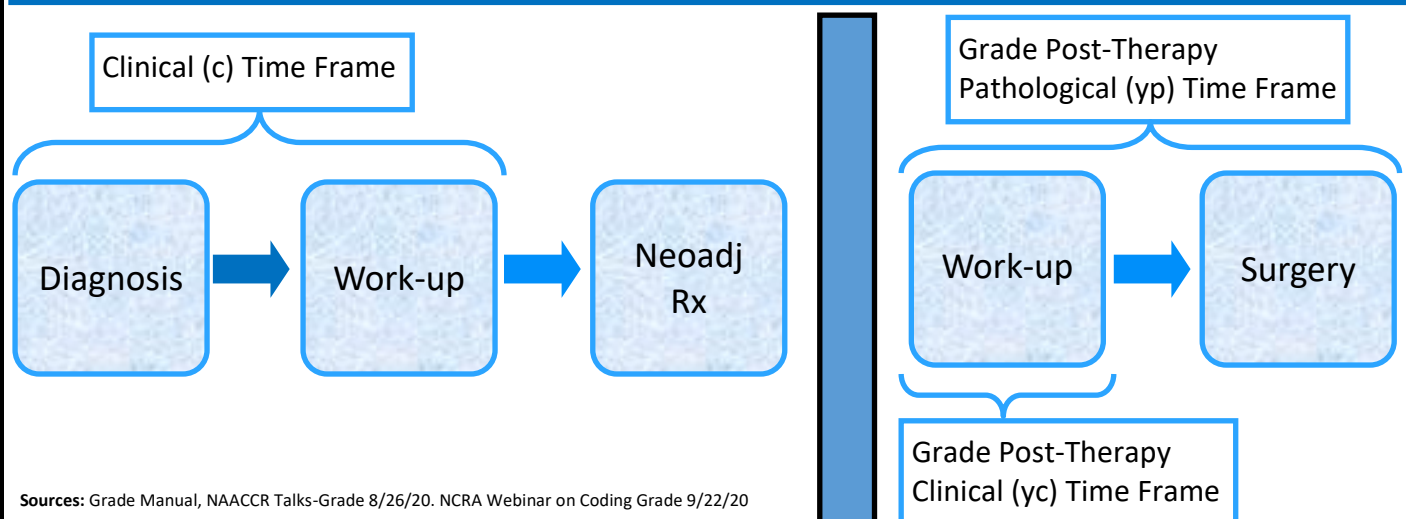 Clinical (c) Time Frame
Grade Post-Therapy
Pathological (yp) Time Frame
Diagnosis
Work-up
Neoadj
Rx
Work-up
Surgery
Grade Post-Therapy
Clinical (yc) Time Frame
Sources: Grade Manual, NAACCR Talks-Grade 8/26/20. NCRA Webinar on Coding Grade 9/22/20